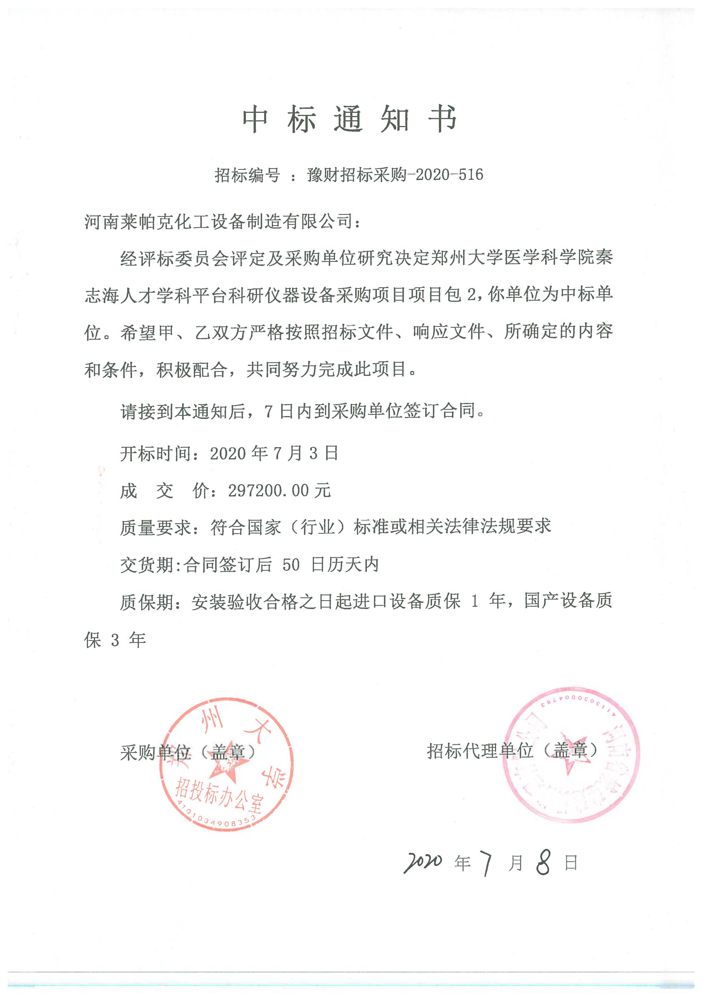 中标通知书
招标编号 ：豫财招标采购-2020-516
河南莱帕克化工设备制造有限公司：
经评标委员会评定及采购单位研究决定郑州大学医学科学院秦
志海人才学科平台科研仪器设备采购项目项目包 2，你单位为中标单
位。希望甲、乙双方严格按照招标文件、响应文件、所确定的内容
和条件，积极配合，共同努力完成此项目。
请接到本通知后，7 日内到采购单位签订合同。
开标时间：2020 年 7 月 3 日
成 交 价：297200.00 元
质量要求：符合国家（行业）标准或相关法律法规要求
交货期:合同签订后 50 日历天内
质保期：安装验收合格之日起进口设备质保 1 年，国产设备质
保 3 年
采购单位（盖章）
郑州大学
招投标办公室
4101034908353
招标代理单位（盖章）
河南省
公司
4113030004763
2020 年 7 月 8 日